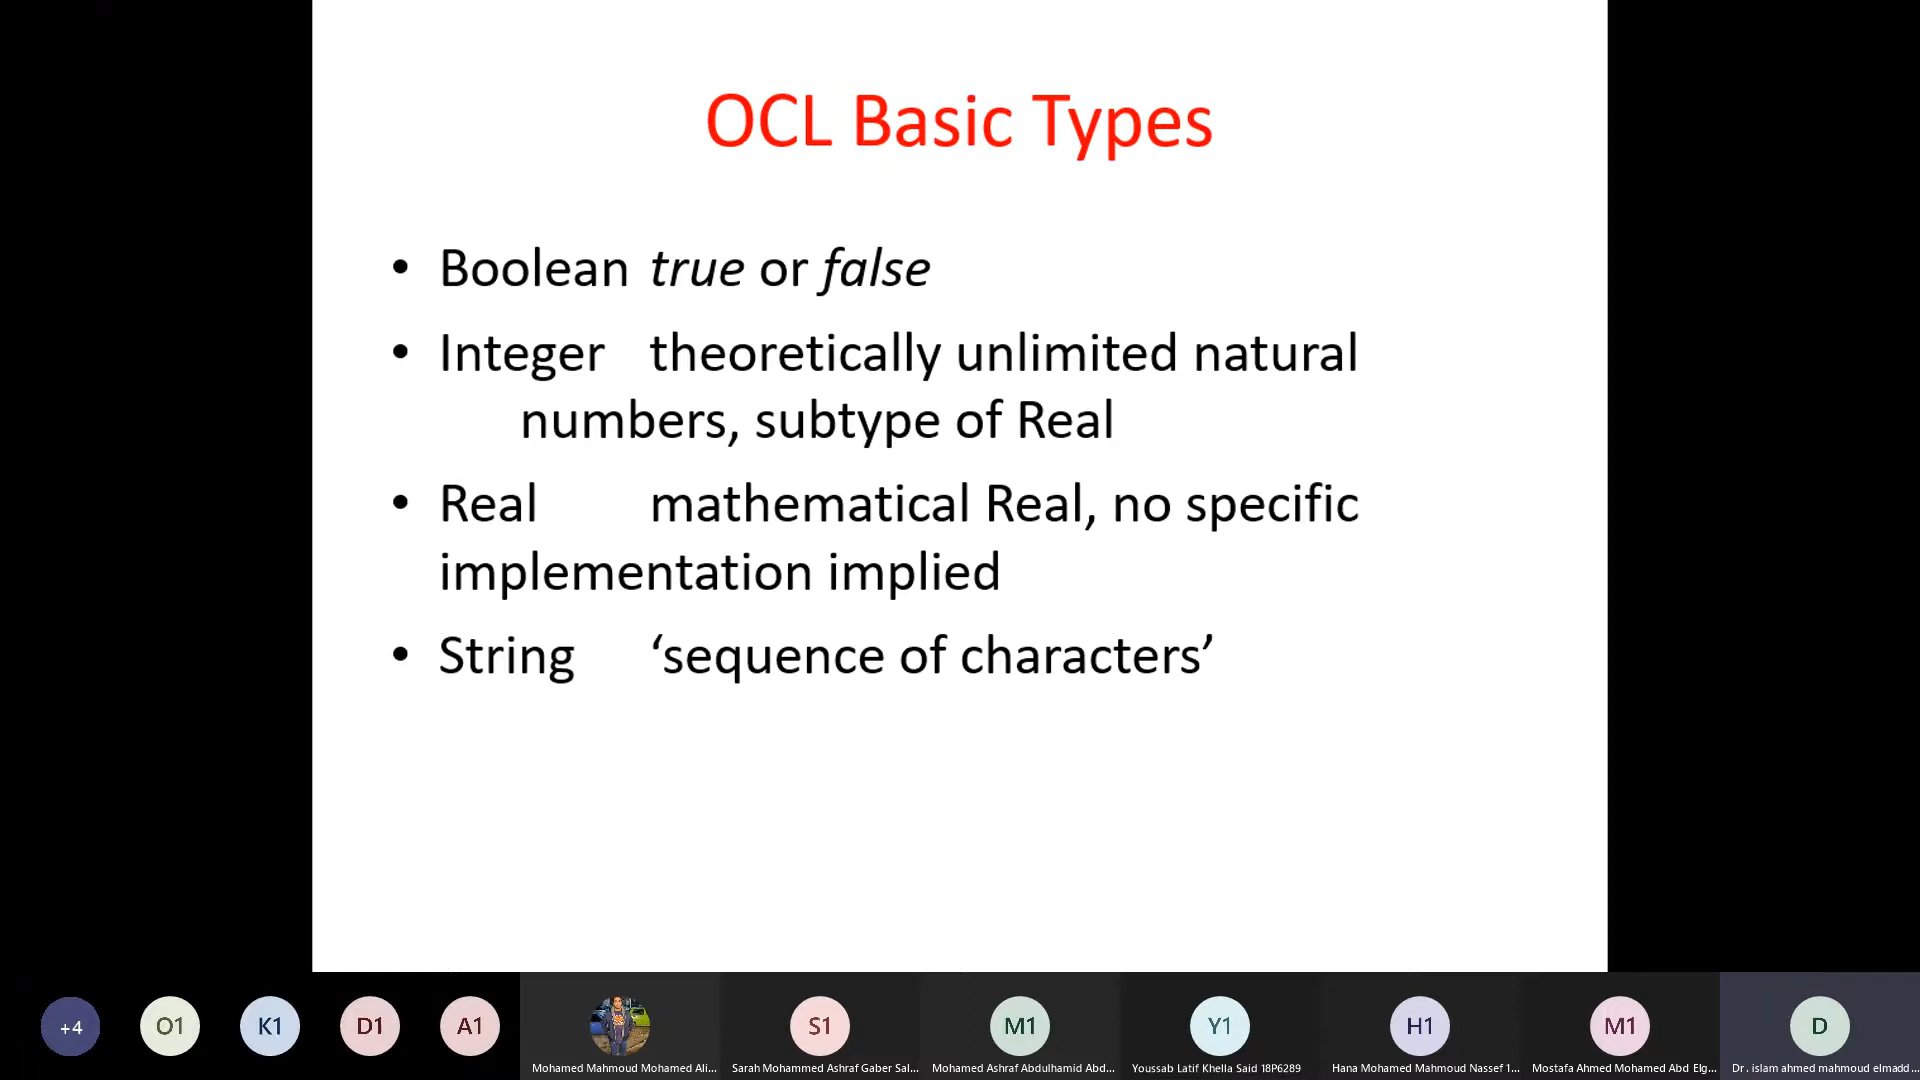 OCL Basic Types
• Boolean true or false
• Integer theoretically unlimited natural
numbers, subtype of Real
• Real mathematical Real, no specific
implementation implied
• String ‘sequence of characters’
+4 O1 K1 D1 A1 S1 M1 Y1 H1 M1 D
Mohamed Mahmoud Mohamed Ali... Sarah Mohammed Ashraf Gaber Sal... Mohamed Ashraf Abdulhamid Abd... Youssab Latif Khella Said 18P6289 Hana Mohamed Mahmoud Nassef 1... Mostafa Ahmed Mohamed Abd Elg... Dr. islam ahmed mahmoud elmadd...